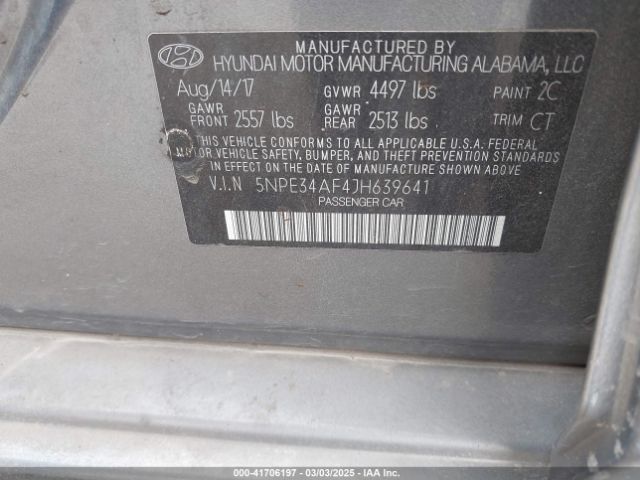 MANUFACTURED BY
HYUNDAI MOTOR MANUFACTURING ALABAMA, LLC
Aug/14/17 GVWR 4497 lbs PAINT 2C
GAWR FRONT 2557 lbs GAWR REAR 2513 lbs TRIM CT
THIS VEHICLE CONFORMS TO ALL APPLICABLE U.S.A. FEDERAL
MOTOR VEHICLE SAFETY, BUMPER, AND THEFT PREVENTION STANDARDS
IN EFFECT ON THE DATE OF MANUFACTURE SHOWN ABOVE.
V.I.N 5NPE34AF4JH639641
PASSENGER CAR
000-41706197 - 03/03/2025 - IAA Inc.